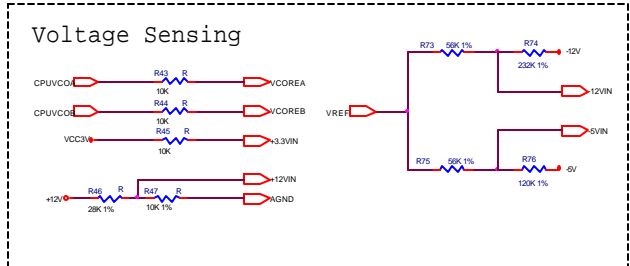 Voltage Sensing
CPUVCOA R43 R 10K VCOREA
CPUVCOB R44 R 10K VCOREB
VCC3V R45 R 10K +3.3VIN
+12VIN
+12V R46 R 28K 1% R47 R 10K 1% AGND
R73 56K 1% R74 232K 1% -12V
12VIN
VREF
5VIN
R75 56K 1% R76 120K 1% -5V